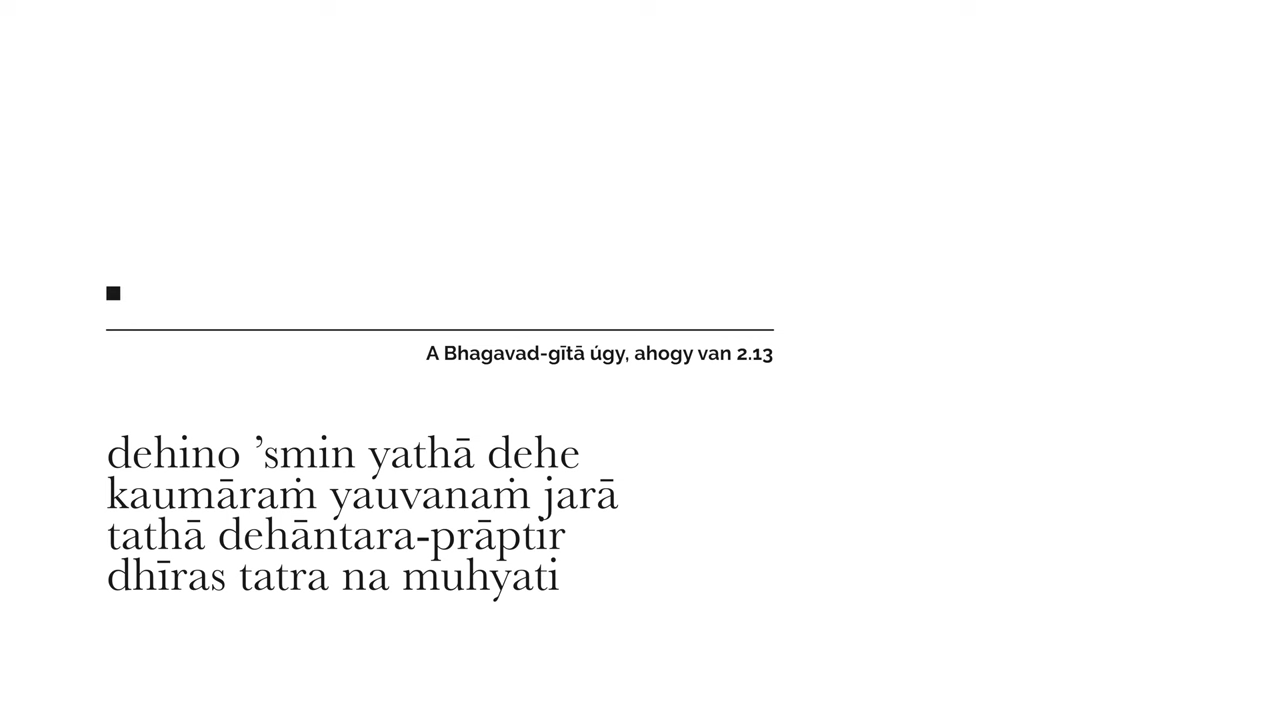 A Bhagavad-gītā úgy, ahogy van 2.13
dehino ’smin yathā dehe
kaumāraṁ yauvanaṁ jarā
tathā dehāntara-prāptir
dhīras tatra na muhyati